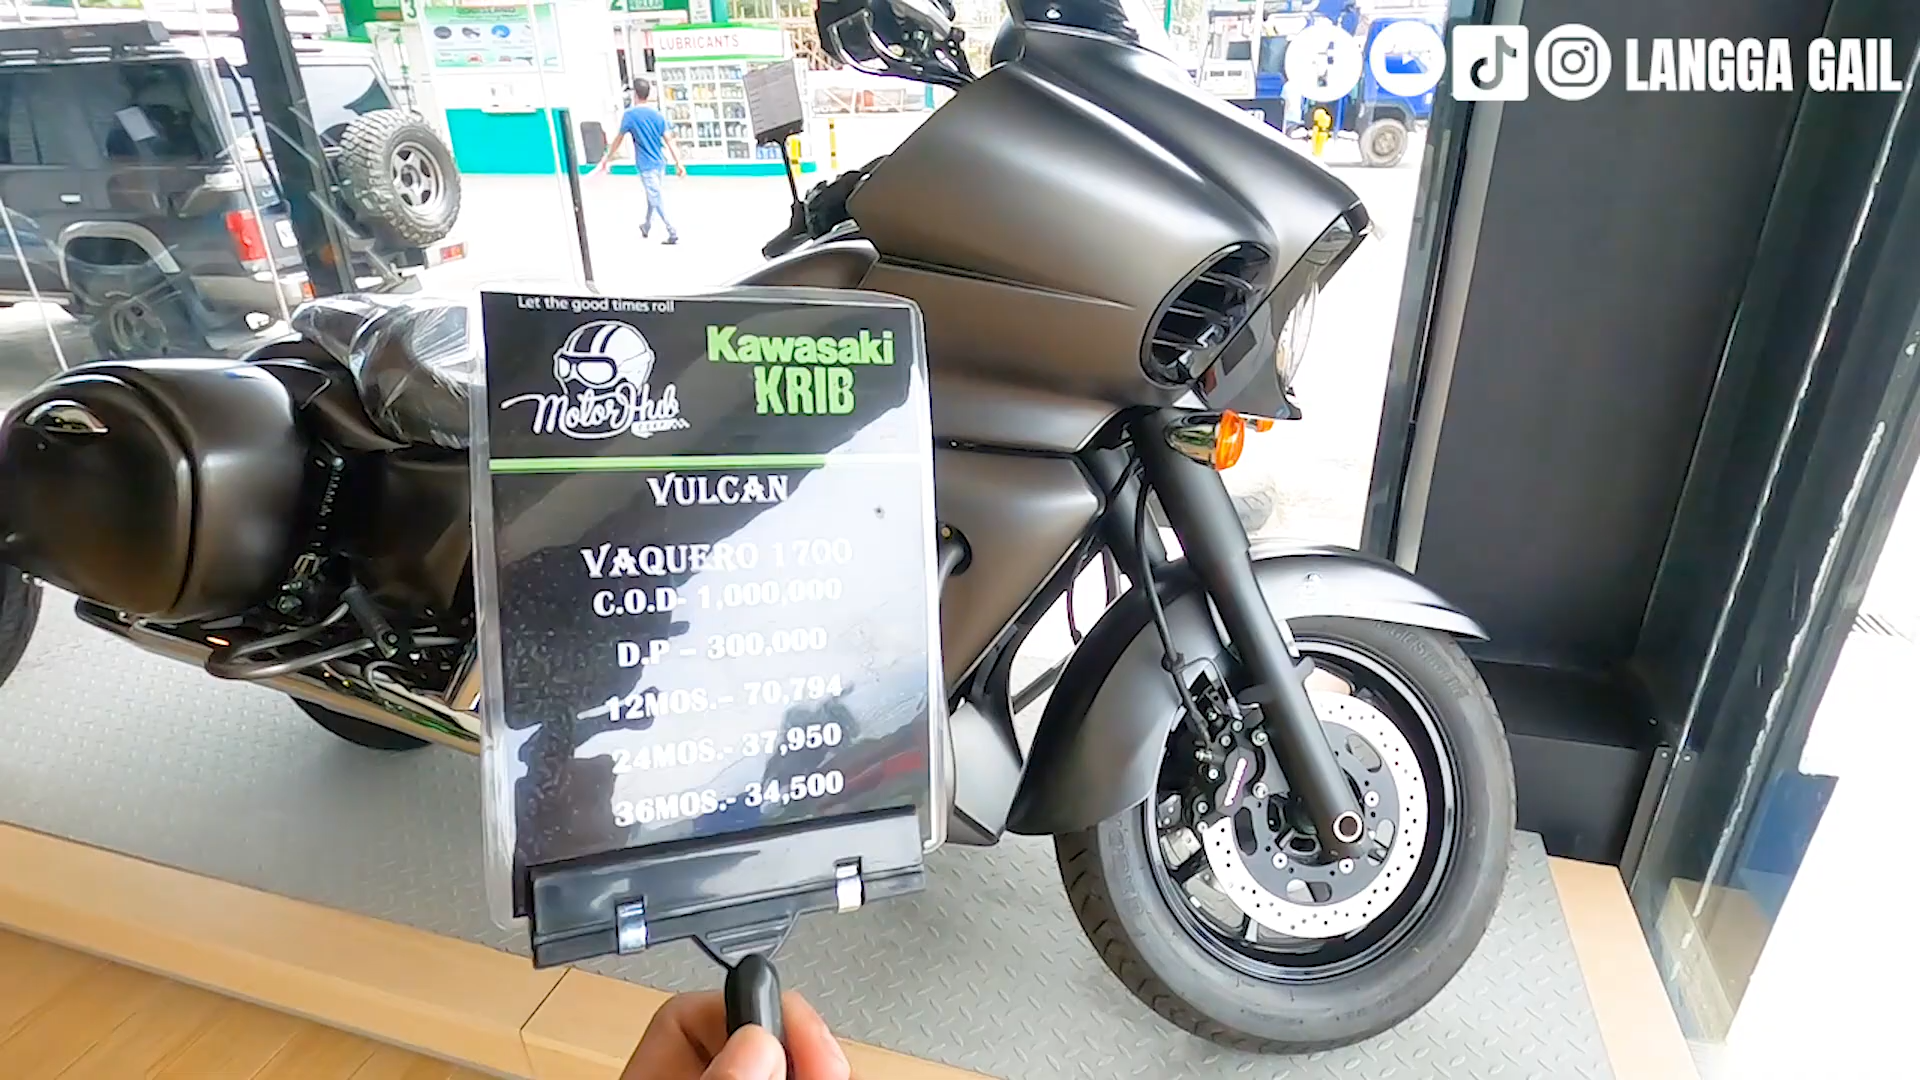 LANGGA GAIL
LUBRICANTS
Let the good times roll
MotorHub
Kawasaki
KRIB
VULCAN
VAQUERO 1700
C.O.D- 1,000,000
D.P – 300,000
12MOS.- 70,794
24MOS.- 37,950
36MOS.- 34,500